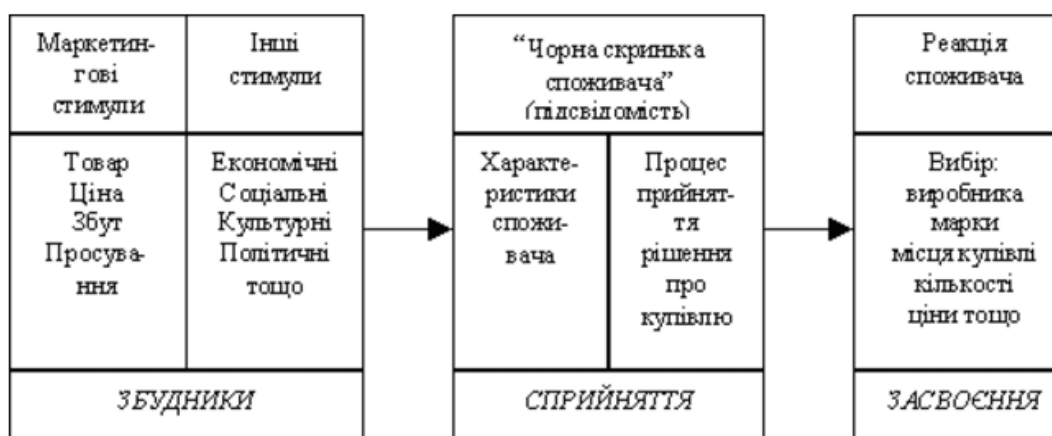 Маркетин-
гові
стимули
Інші
стимули
Товар
Ціна
Збут
Просува-
ння
Економічні
Соціальні
Культурні
Політичні
тощо
ЗБУДНИКИ
“Чорна скринька
споживача”
(підсвідомість)
Характе-
ристики
спожи-
вача
Процес
прийнят-
тя
рішення
про
купівлю
СПРИЙНЯТТЯ
Реакція
споживача
Вибір:
виробника
марки
місця купівлі
кількості
ціни тощо
ЗАСВОЄННЯ